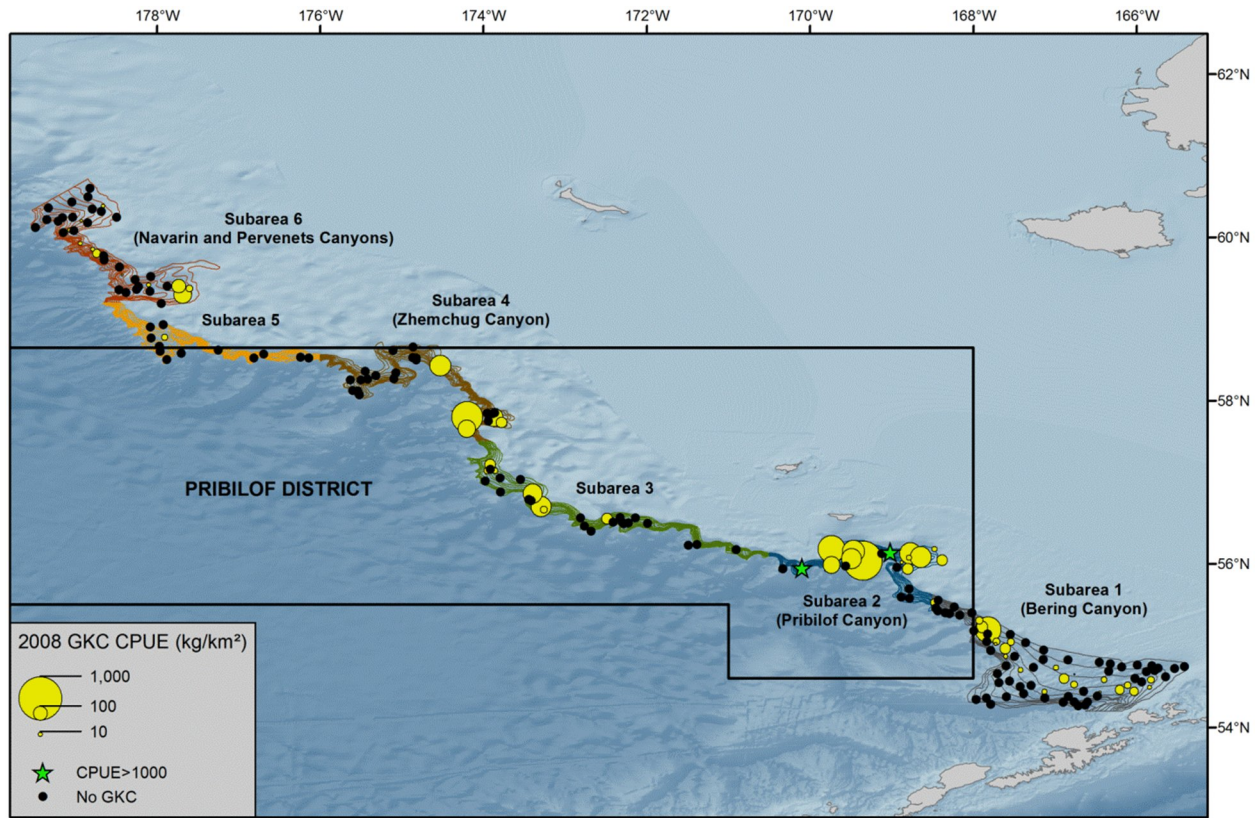 178°W 176°W 174°W 172°W 170°W 168°W 166°W
62°N
60°N
58°N
56°N
54°N
Subarea 6
(Navarin and Pervenets Canyons)
Subarea 5
Subarea 4
(Zhemchug Canyon)
PRIBILOF DISTRICT
Subarea 3
Subarea 2
(Pribilof Canyon)
Subarea 1
(Bering Canyon)
2008 GKC CPUE (kg/km²)
1,000
100
10
CPUE>1000
No GKC